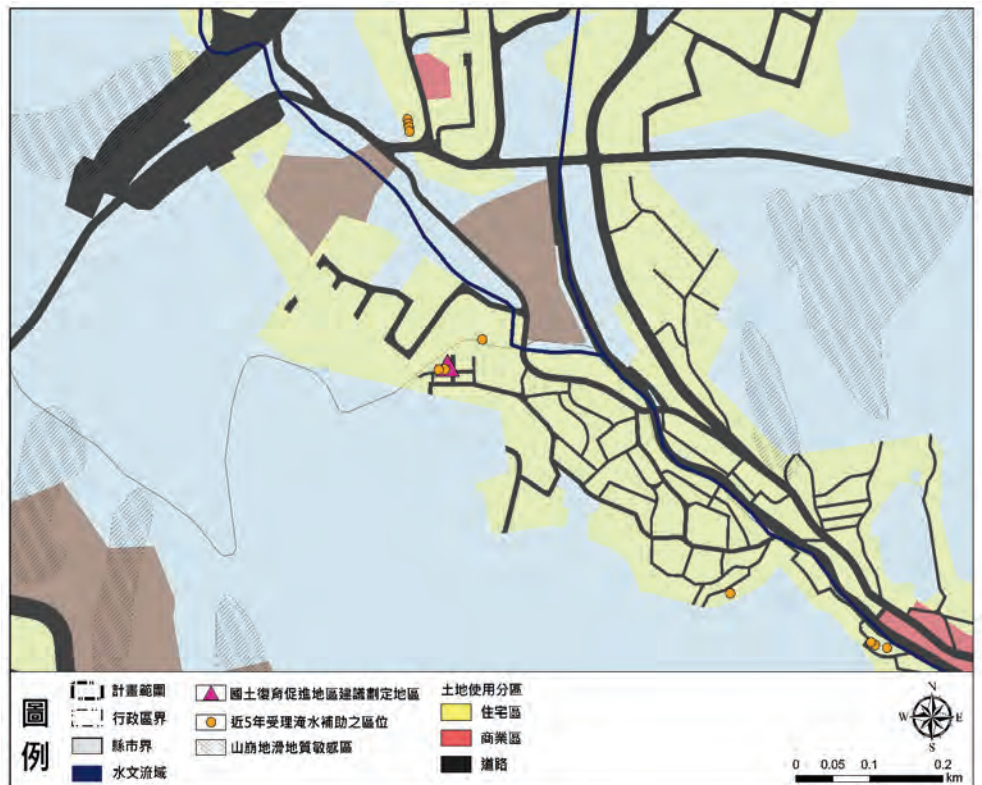 圖例
計畫範圍
行政區界
縣市界
水文流域
國土復育促進地區建議劃定地區
近5年受理淹水補助之區位
山崩地滑地質敏感區
土地使用分區
住宅區
商業區
道路
N
W E
S
0 0.05 0.1 0.2
km